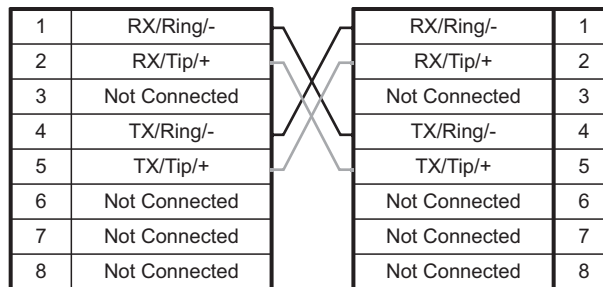 1 RX/Ring/- RX/Ring/- 1
2 RX/Tip/+ RX/Tip/+ 2
3 Not Connected Not Connected 3
4 TX/Ring/- TX/Ring/- 4
5 TX/Tip/+ TX/Tip/+ 5
6 Not Connected Not Connected 6
7 Not Connected Not Connected 7
8 Not Connected Not Connected 8